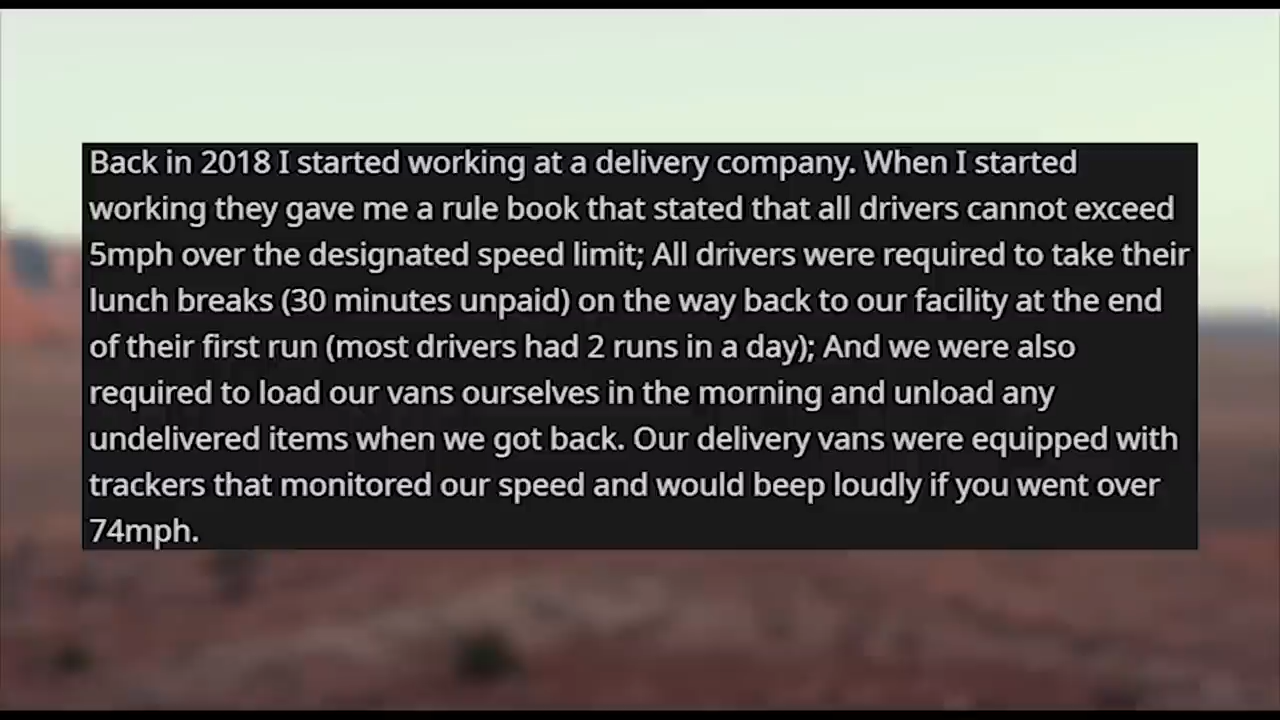 Back in 2018 I started working at a delivery company. When I started
working they gave me a rule book that stated that all drivers cannot exceed
5mph over the designated speed limit; All drivers were required to take their
lunch breaks (30 minutes unpaid) on the way back to our facility at the end
of their first run (most drivers had 2 runs in a day); And we were also
required to load our vans ourselves in the morning and unload any
undelivered items when we got back. Our delivery vans were equipped with
trackers that monitored our speed and would beep loudly if you went over
74mph.